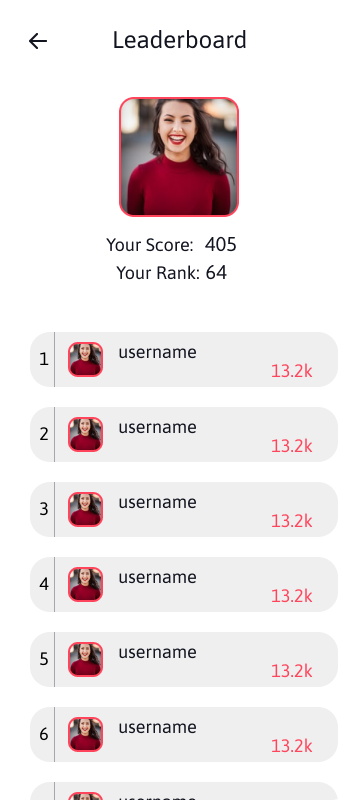 Leaderboard
Your Score: 405
Your Rank: 64
1 username 13.2k
2 username 13.2k
3 username 13.2k
4 username 13.2k
5 username 13.2k
6 username 13.2k
username